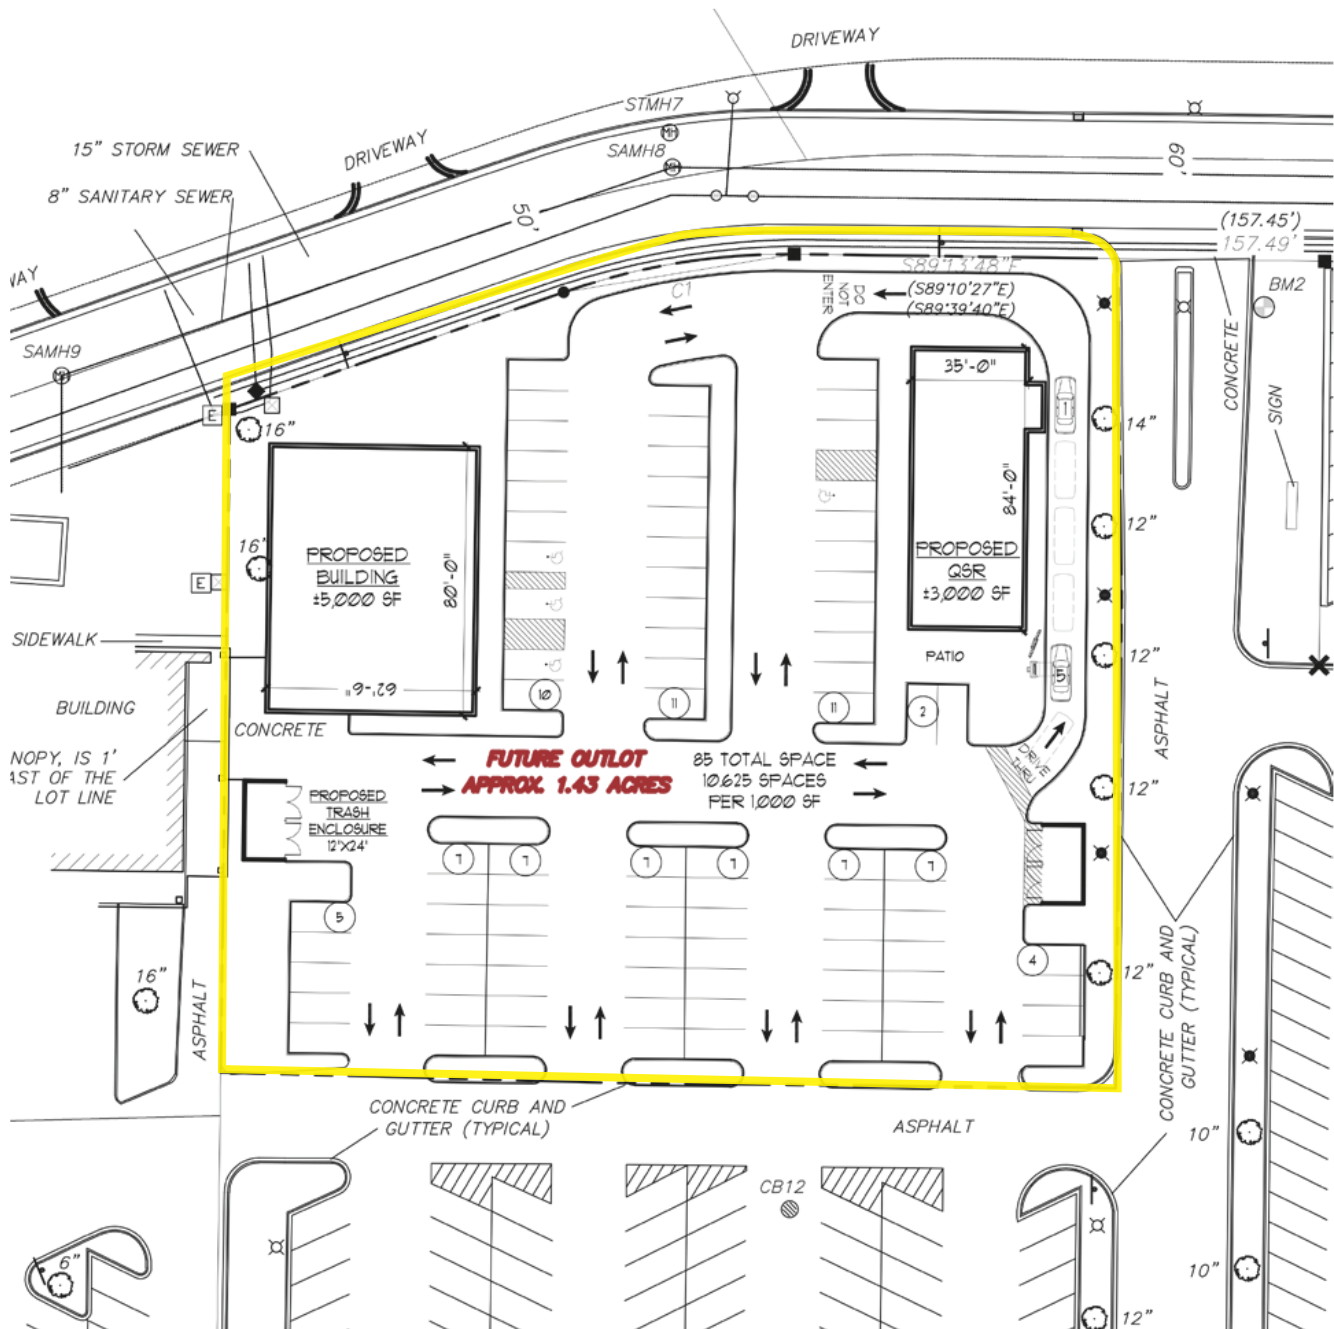 DRIVEWAY
STMH7
15" STORM SEWER
DRIVEWAY
SAMH8
MH
MH
60'
8" SANITARY SEWER
50'
(157.45')
157.49'
WAY
S89°13'48"E
(S89°10'27"E)
(S89°39'40"E)
DO
NOT
ENTER
C1
BM2
SAMH9
MH
CONCRETE
SIGN
E
16"
35'-0"
1
14"
84'-0"
12"
16"
PROPOSED
BUILDING
±5,000 SF
80'-0"
62'-6"
PROPOSED
QSR
±3,000 SF
E
SIDEWALK
PATIO
12"
5
BUILDING
10
11
11
2
CONCRETE
ASPHALT
NOPY, IS 1'
AST OF THE
LOT LINE
FUTURE OUTLOT
APPROX. 1.43 ACRES
85 TOTAL SPACE
10.625 SPACES
PER 1,000 SF
DRIVE
THRU
12"
PROPOSED
TRASH
ENCLOSURE
12'X24'
7
7
7
7
7
7
5
4
16"
12"
ASPHALT
CONCRETE CURB AND
GUTTER (TYPICAL)
CONCRETE CURB AND
GUTTER (TYPICAL)
ASPHALT
10"
CB12
6"
10"
12"